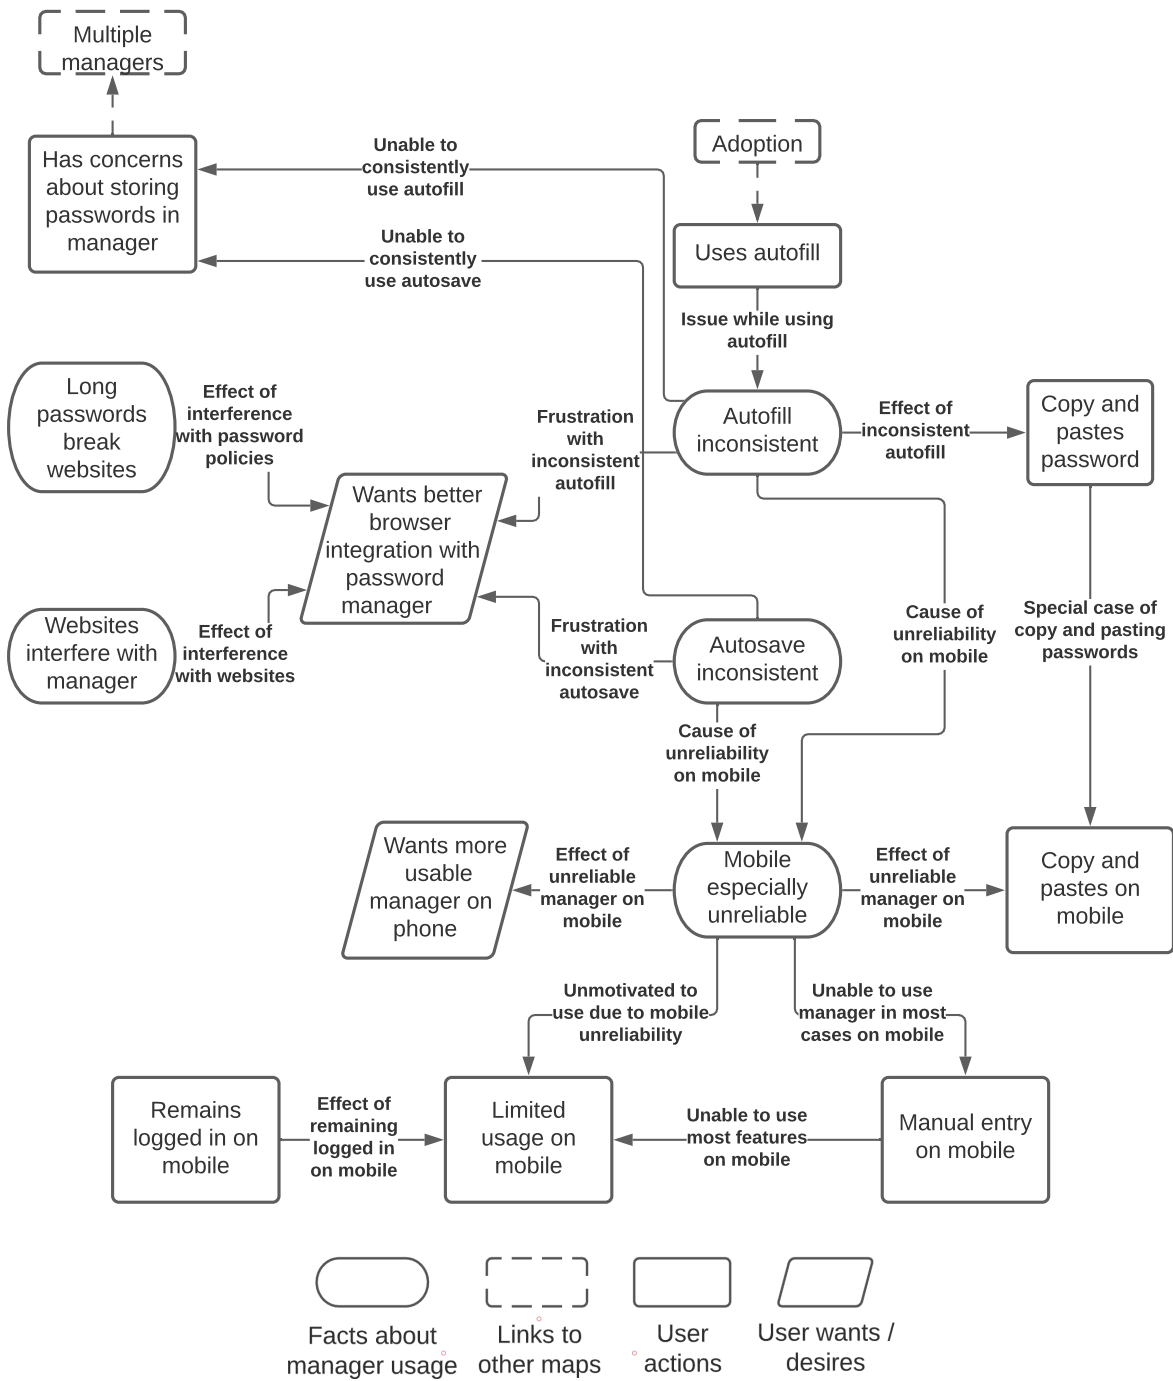 Multiple
managers
Has concerns
about storing
passwords in
manager
Unable to
consistently
use autofill
Unable to
consistently
use autosave
Adoption
Uses autofill
Issue while using
autofill
Long
passwords
break
websites
Effect of
interference
with password
policies
Frustration
with
inconsistent
autofill
Autofill
inconsistent
Effect of
inconsistent
autofill
Copy and
pastes
password
Wants better
browser
integration with
password
manager
Websites
interfere with
manager
Effect of
interference
with websites
Frustration
with
inconsistent
autosave
Autosave
inconsistent
Cause of
unreliability
on mobile
Special case of
copy and pasting
passwords
Cause of
unreliability
on mobile
Wants more
usable
manager on
phone
Effect of
unreliable
manager on
mobile
Mobile
especially
unreliable
Effect of
unreliable
manager on
mobile
Copy and
pastes on
mobile
Unmotivated to
use due to mobile
unreliability
Unable to use
manager in most
cases on mobile
Remains
logged in on
mobile
Effect of
remaining
logged in
on mobile
Limited
usage on
mobile
Unable to use
most features
on mobile
Manual entry
on mobile
Facts about
manager usage
Links to
other maps
User
actions
User wants /
desires